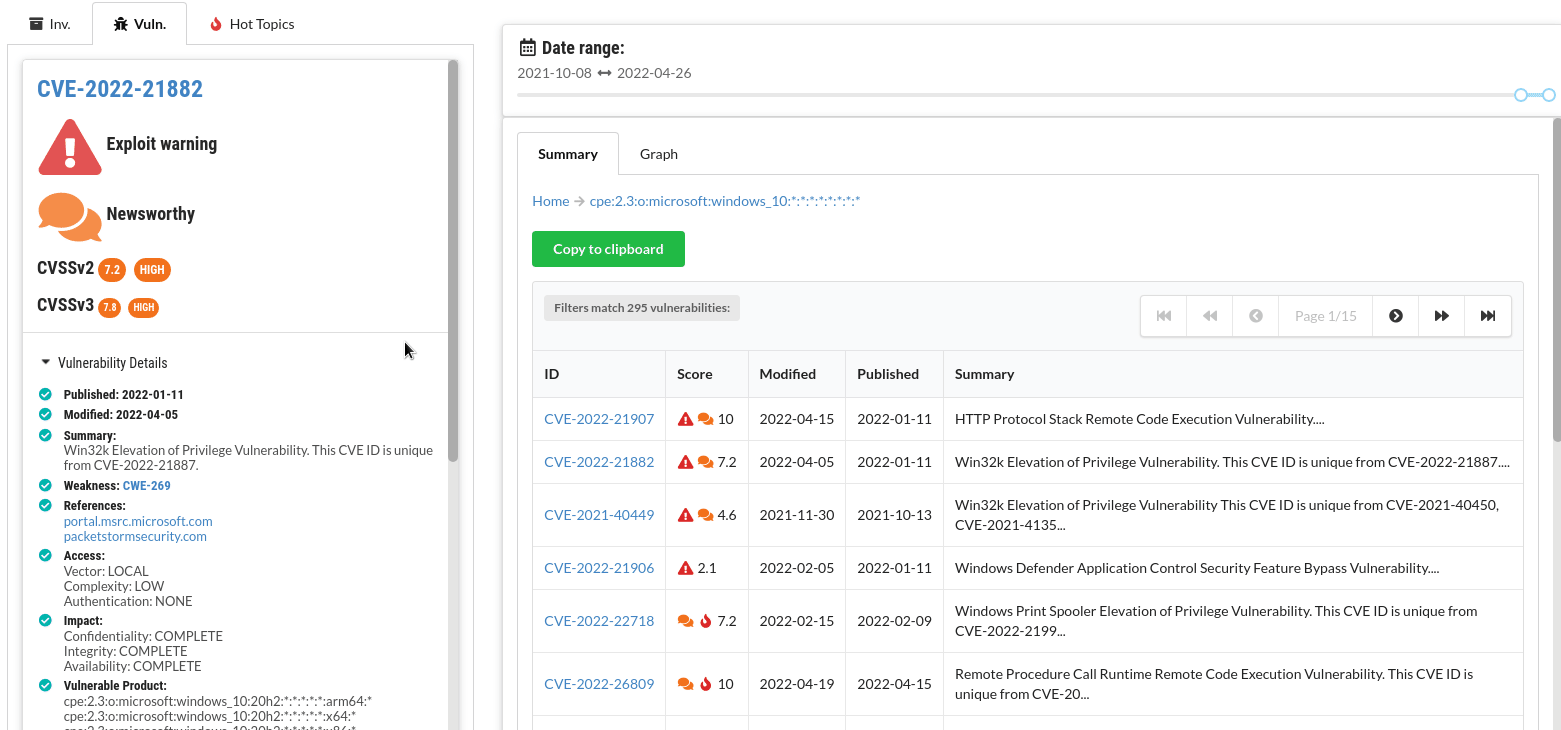 Inv.
Vuln.
Hot Topics
CVE-2022-21882
Exploit warning
Newsworthy
CVSSv2 7.2 HIGH
CVSSv3 7.8 HIGH
Vulnerability Details
Published: 2022-01-11
Modified: 2022-04-05
Summary:
Win32k Elevation of Privilege Vulnerability. This CVE ID is unique
from CVE-2022-21887.
Weakness: CWE-269
References:
portal.msrc.microsoft.com
packetstormsecurity.com
Access:
Vector: LOCAL
Complexity: LOW
Authentication: NONE
Impact:
Confidentiality: COMPLETE
Integrity: COMPLETE
Availability: COMPLETE
Vulnerable Product:
cpe:2.3:o:microsoft:windows_10:20h2:*:*:*:*:*:arm64:*
cpe:2.3:o:microsoft:windows_10:20h2:*:*:*:*:*:x64:*
Date range:
2021-10-08 ↔ 2022-04-26
Summary
Graph
Home → cpe:2.3:o:microsoft:windows_10:*:*:*:*:*:*:*:*
Copy to clipboard
Filters match 295 vulnerabilities:
Page 1/15
ID Score Modified Published Summary
CVE-2022-21907 10 2022-04-15 2022-01-11 HTTP Protocol Stack Remote Code Execution Vulnerability....
CVE-2022-21882 7.2 2022-04-05 2022-01-11 Win32k Elevation of Privilege Vulnerability. This CVE ID is unique from CVE-2022-21887....
CVE-2021-40449 4.6 2021-11-30 2021-10-13 Win32k Elevation of Privilege Vulnerability This CVE ID is unique from CVE-2021-40450,
CVE-2021-4135...
CVE-2022-21906 2.1 2022-02-05 2022-01-11 Windows Defender Application Control Security Feature Bypass Vulnerability....
CVE-2022-22718 7.2 2022-02-15 2022-02-09 Windows Print Spooler Elevation of Privilege Vulnerability. This CVE ID is unique from
CVE-2022-2199...
CVE-2022-26809 10 2022-04-19 2022-04-15 Remote Procedure Call Runtime Remote Code Execution Vulnerability. This CVE ID is
unique from CVE-20...